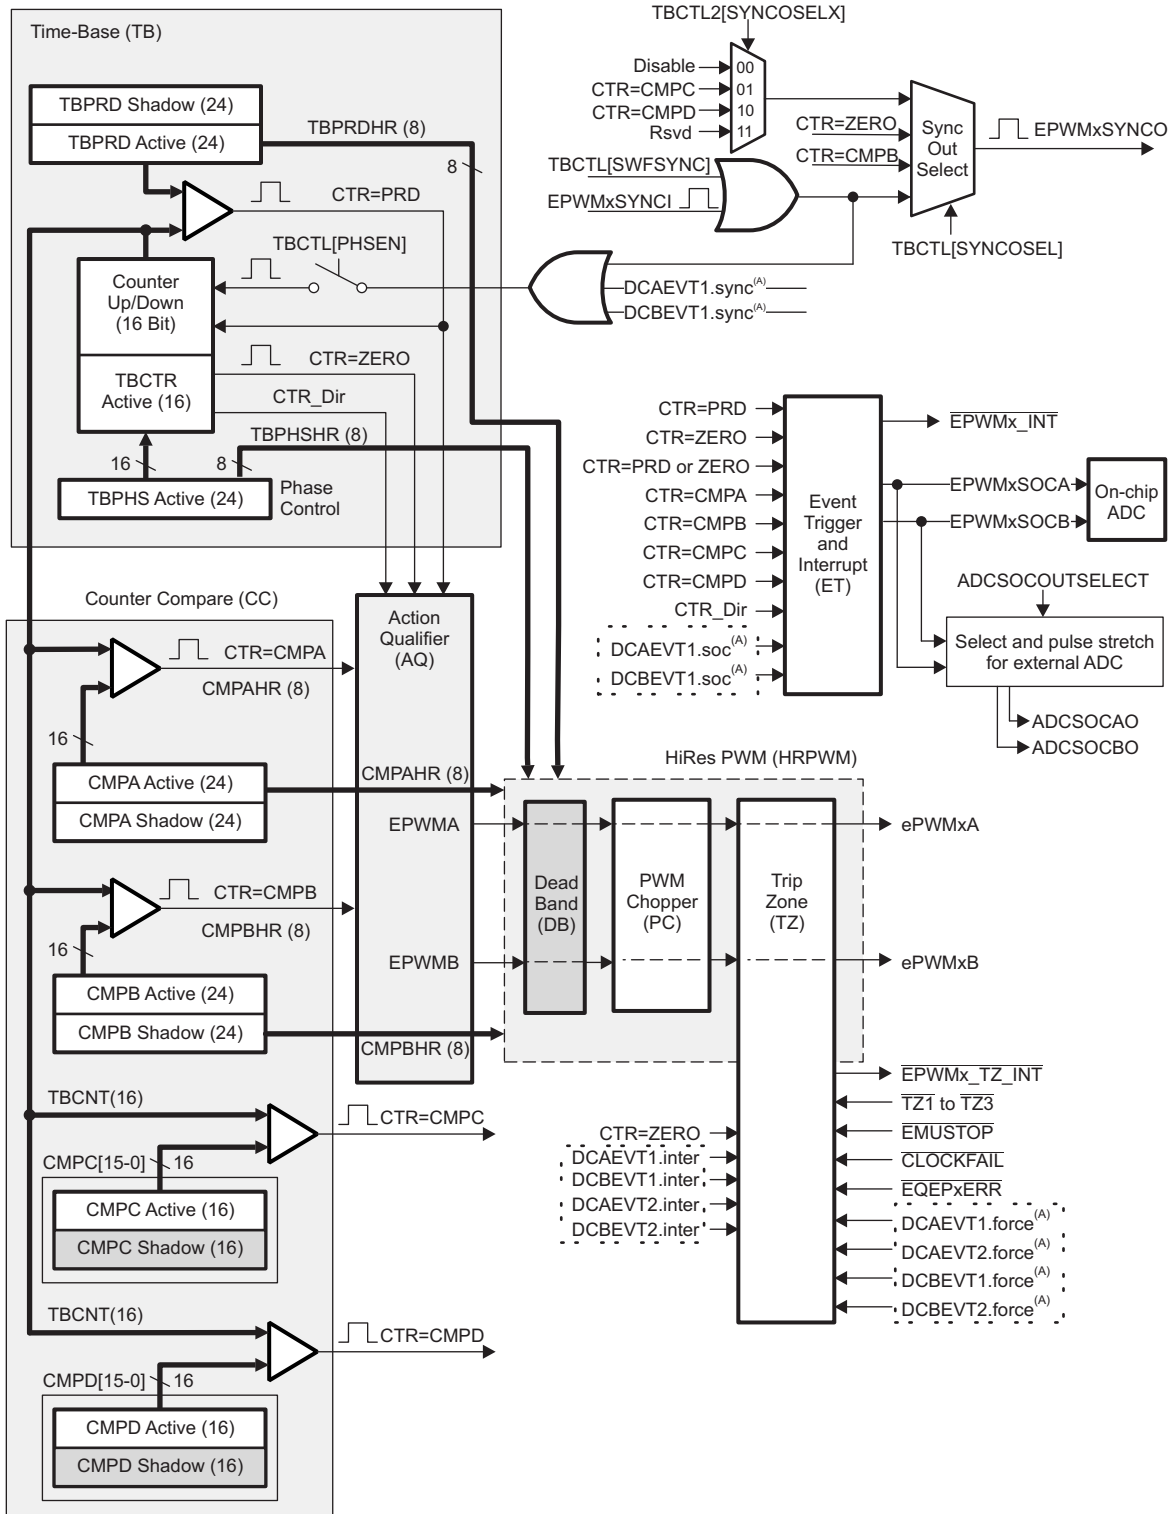 TBCTL2[SYNCOSELX]
Time-Base (TB)
Disable
00
CTR=CMPC
01
CTR=CMPD
10
Rsvd
11
TBPRD Shadow (24)
TBPRD Active (24)
TBPRDHR (8)
8
CTR=ZERO
CTR=CMPB
Sync
Out
Select
EPWMxSYNCO
TBCTL[SWFSYNC]
EPWMxSYNCI
TBCTL[SYNCOSEL]
CTR=PRD
TBCTL[PHSEN]
Counter
Up/Down
(16 Bit)
DCAEVT1.sync(A)
DCBEVT1.sync(A)
CTR=ZERO
TBCTR
Active (16)
CTR_Dir
TBPHSHR (8)
16
8
TBPHS Active (24)
Phase
Control
CTR=PRD
CTR=ZERO
CTR=PRD or ZERO
CTR=CMPA
CTR=CMPB
CTR=CMPC
CTR=CMPD
CTR_Dir
DCAEVT1.soc(A)
DCBEVT1.soc(A)
Event
Trigger
and
Interrupt
(ET)
EPWMx_INT
EPWMxSOCA
EPWMxSOCB
On-chip
ADC
ADCSOCOUTSELECT
Select and pulse stretch
for external ADC
ADCSOCAO
ADCSOCBO
Counter Compare (CC)
Action
Qualifier
(AQ)
CTR=CMPA
CMPAHR (8)
16
CMPA Active (24)
CMPA Shadow (24)
CMPAHR (8)
EPWMA
HiRes PWM (HRPWM)
CTR=CMPB
CMPBHR (8)
16
CMPB Active (24)
CMPB Shadow (24)
EPWMB
CMPBHR (8)
Dead
Band
(DB)
PWM
Chopper
(PC)
Trip
Zone
(TZ)
ePWMxA
ePWMxB
EPWMx_TZ_INT
TZ1 to TZ3
EMUSTOP
CLOCKFAIL
EQEPxERR
DCAEVT1.force(A)
DCAEVT2.force(A)
DCBEVT1.force(A)
DCBEVT2.force(A)
CTR=ZERO
DCAEVT1.inter
DCBEVT1.inter
DCAEVT2.inter
DCBEVT2.inter
TBCNT(16)
CTR=CMPC
CMPC[15-0]
16
CMPC Active (16)
CMPC Shadow (16)
TBCNT(16)
CTR=CMPD
CMPD[15-0]
16
CMPD Active (16)
CMPD Shadow (16)